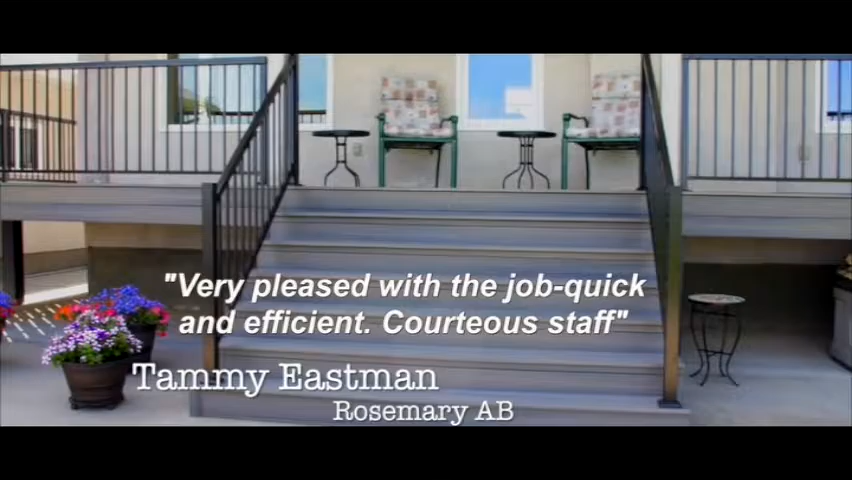 "Very pleased with the job-quick
and efficient. Courteous staff"
Tammy Eastman
Rosemary AB